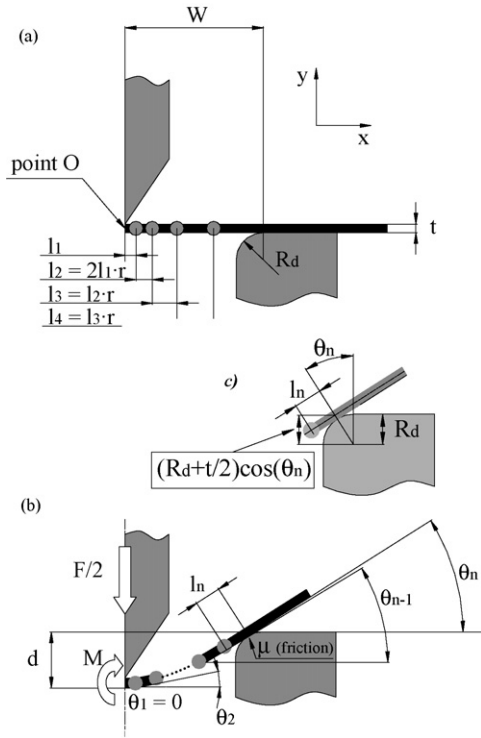 (a)
W
y
x
point O
t
l1
l2 = 2l1·r
l3 = l2·r
l4 = l3·r
Rd
c)
θn
ln
Rd
(Rd+t/2)cos(θn)
(b)
F/2
ln
θn
θn-1
d
M
μ (friction)
θ1 = 0
θ2